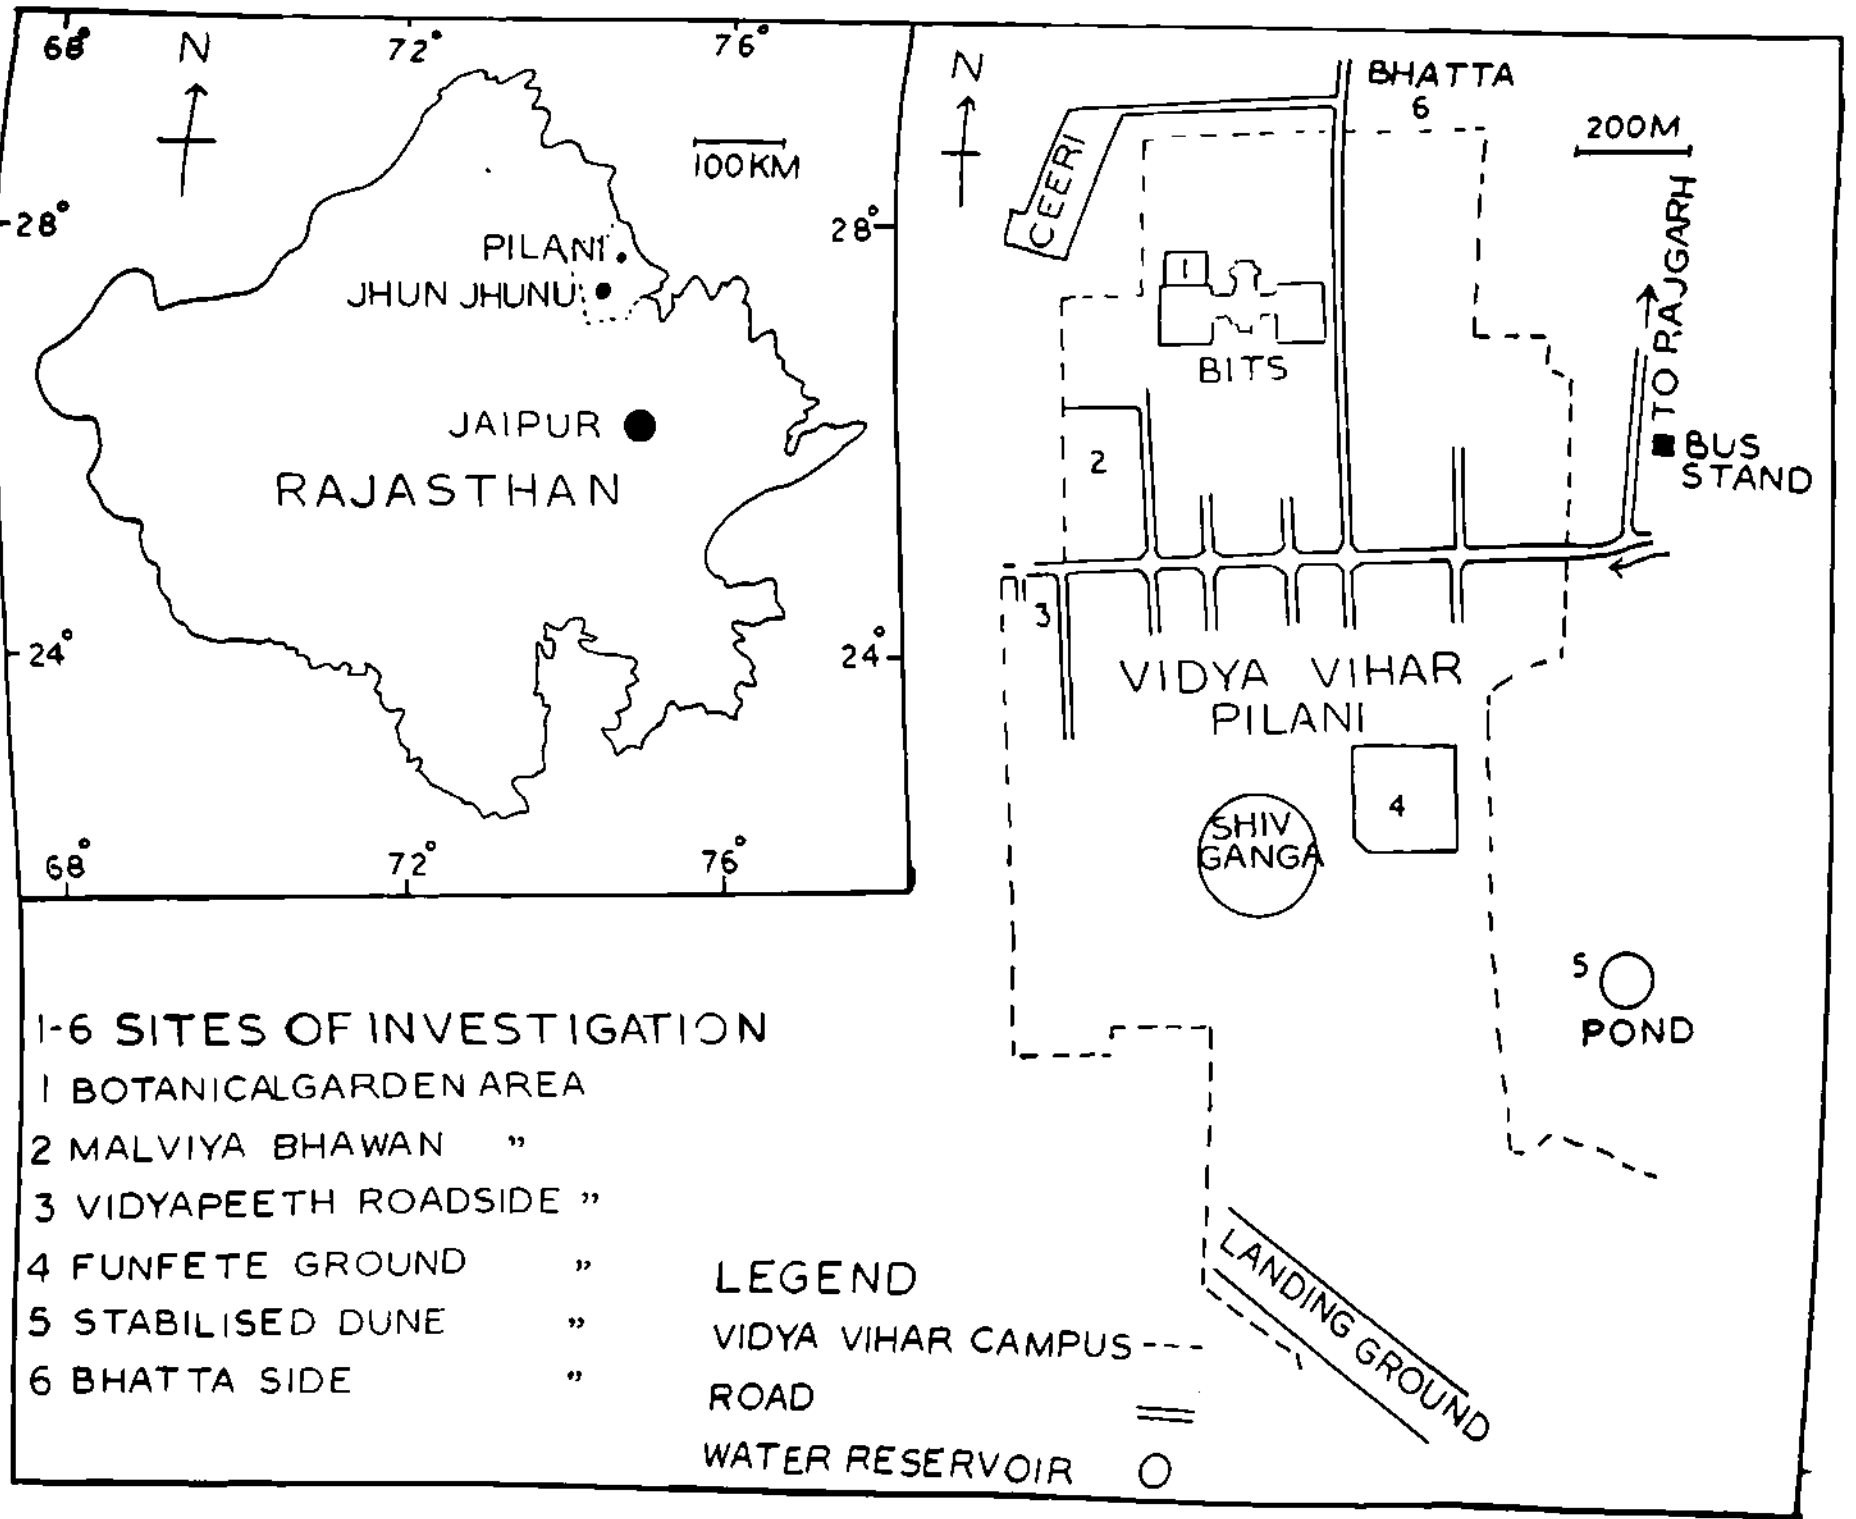 68°
72°
76°
N
100KM
28°
28°
PILANI
JHUNJHUNU
JAIPUR
RAJASTHAN
24°
24°
68°
72°
76°
N
BHATTA
6
200M
CEERI
1
BITS
TO RAJGARH
BUS
STAND
2
3
VIDYA VIHAR
PILANI
4
SHIV
GANGA
5
POND
LANDING GROUND
1-6 SITES OF INVESTIGATION
1 BOTANICALGARDEN AREA
2 MALVIYA BHAWAN "
3 VIDYAPEETH ROADSIDE "
4 FUNFETE GROUND "
5 STABILISED DUNE "
6 BHATTA SIDE "
LEGEND
VIDYA VIHAR CAMPUS
ROAD
WATER RESERVOIR